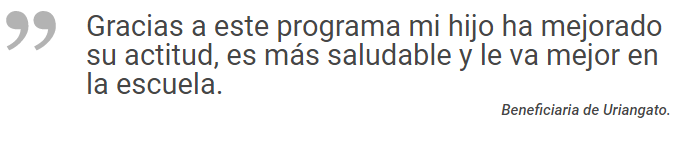 ”
Gracias a este programa mi hijo ha mejorado
su actitud, es más saludable y le va mejor en
la escuela.
Beneficiaria de Uriangato.